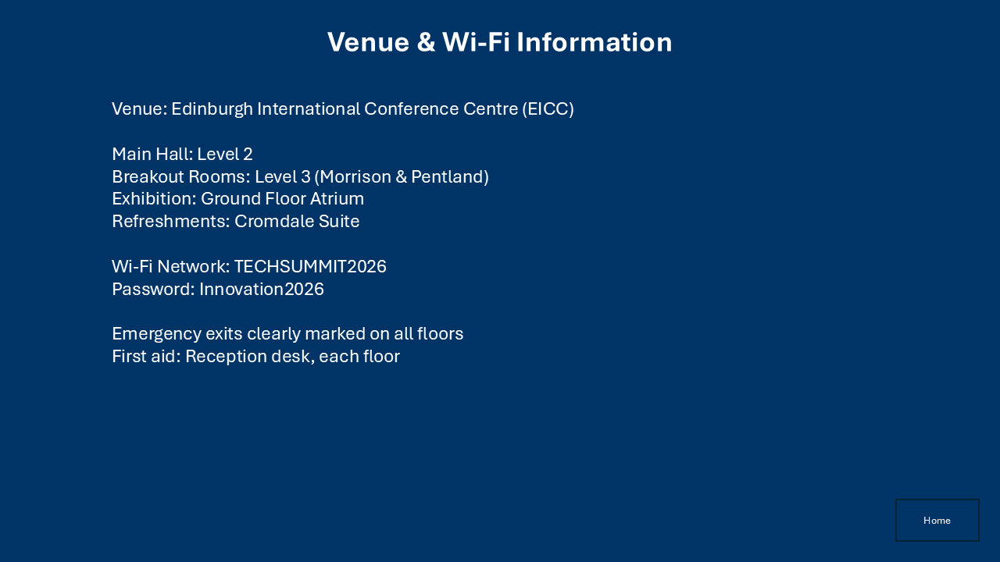 Venue & Wi-Fi Information
Venue: Edinburgh International Conference Centre (EICC)
Main Hall: Level 2
Breakout Rooms: Level 3 (Morrison & Pentland)
Exhibition: Ground Floor Atrium
Refreshments: Cromdale Suite
Wi-Fi Network: TECHSUMMIT2026
Password: Innovation2026
Emergency exits clearly marked on all floors
First aid: Reception desk, each floor
Home